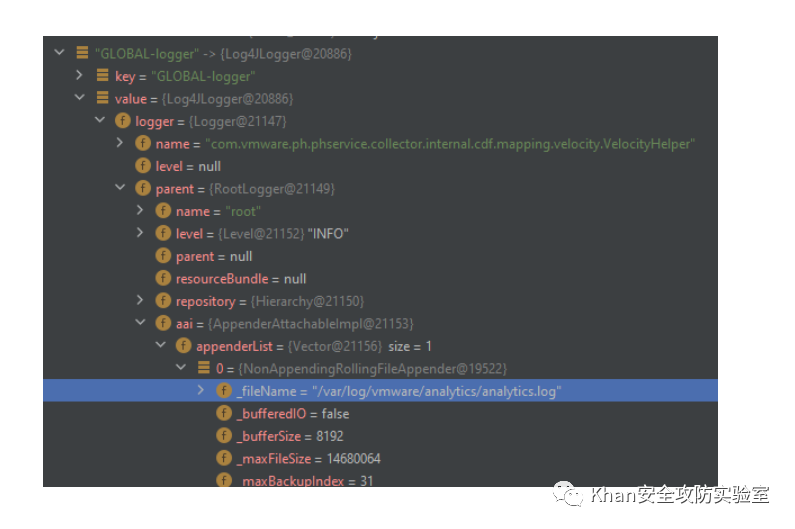 "GLOBAL-logger" -> {Log4JLogger@20886}
key = "GLOBAL-logger"
value = {Log4JLogger@20886}
logger = {Logger@21147}
name = "com.vmware.ph.phservice.collector.internal.cdf.mapping.velocity.VelocityHelper"
level = null
parent = {RootLogger@21149}
name = "root"
level = {Level@21152} "INFO"
parent = null
resourceBundle = null
repository = {Hierarchy@21150}
aai = {AppenderAttachableImpl@21153}
appenderList = {Vector@21156} size = 1
0 = {NonAppendingRollingFileAppender@19522}
_fileName = "/var/log/vmware/analytics/analytics.log"
_bufferedIO = false
_bufferSize = 8192
_maxFileSize = 14680064
_maxBackupIndex = 31
Khan安全攻防实验室